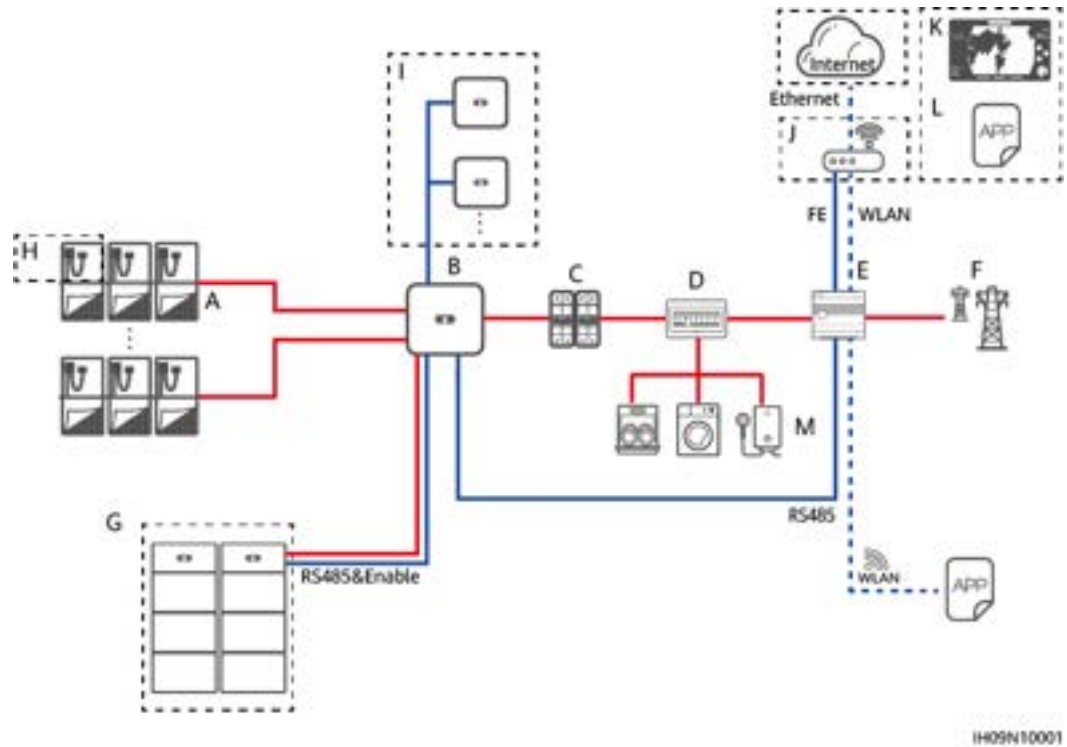 I
K
Internet
Ethernet
L
APP
J
FE
WLAN
H
A
B
C
D
E
F
M
G
RS485
RS485&Enable
WLAN
APP
IH09N10001